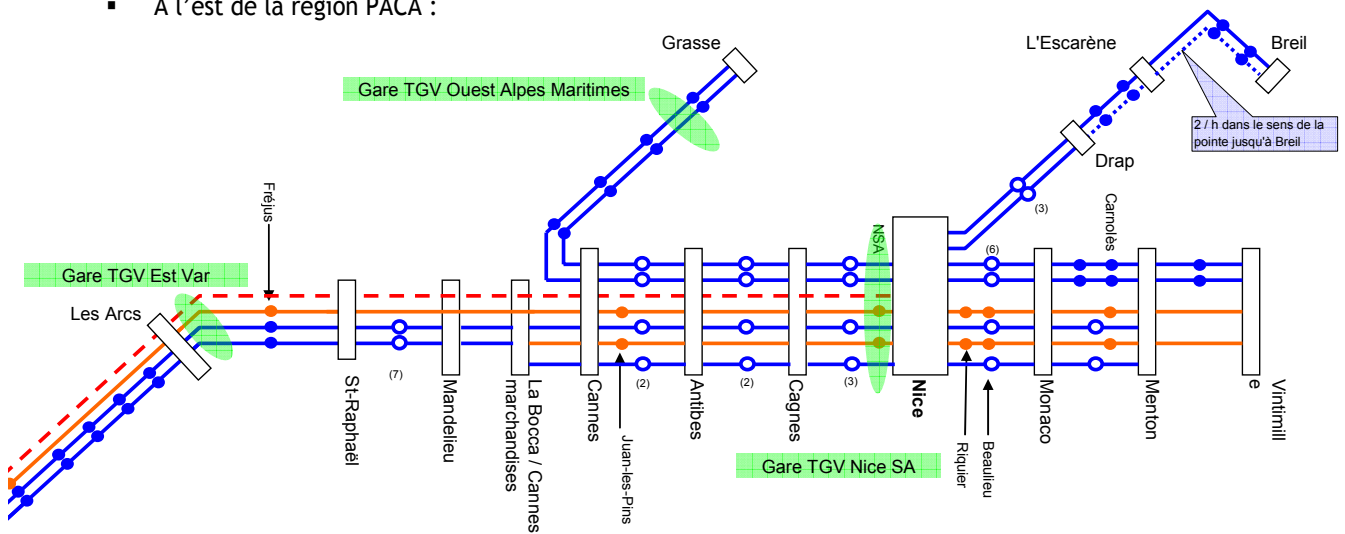 ▪ A l'est de la région PACA :
Grasse
L'Escarène
Breil
Gare TGV Ouest Alpes Maritimes
2 / h dans le sens de la
pointe jusqu'à Breil
Drap
Fréjus
(3)
Carnolès
NSA
(6)
Gare TGV Est Var
Les Arcs
(7)
(2)
(2)
(3)
St-Raphaël
Mandelieu
La Bocca / Cannes
marchandises
Cannes
Juan-les-Pins
Antibes
Cagnes
Nice
Riquier
Beaulieu
Monaco
Menton
Vintimill
e
Gare TGV Nice SA